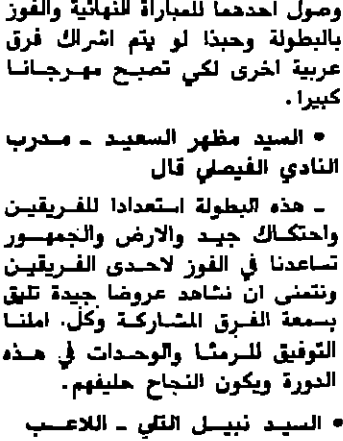 وصول احدهما للمباراة النهائية والفوز
بالبطولة وحبذا لو يتم اشراك فرق
عربية اخرى لكي تصبح مهرجانا
كبيرا .
• السيد مظهر السعيد ـ مدرب
النادي الفيصلي قال
ـ هذه البطولة استعدادا للفريقين
واحتكاك جيد والارض والجمهور
تساعدنا في الفوز لاحدى الفريقين
ونتمنى ان نشاهد عروضا جيدة تليق
بسمعة الفرق المشاركة وكل. املنا
التوفيق للرمثا والوحدات في هذه
الدورة ويكون النجاح حليفهم .
• السيد نبيل التلي ـ اللاعب